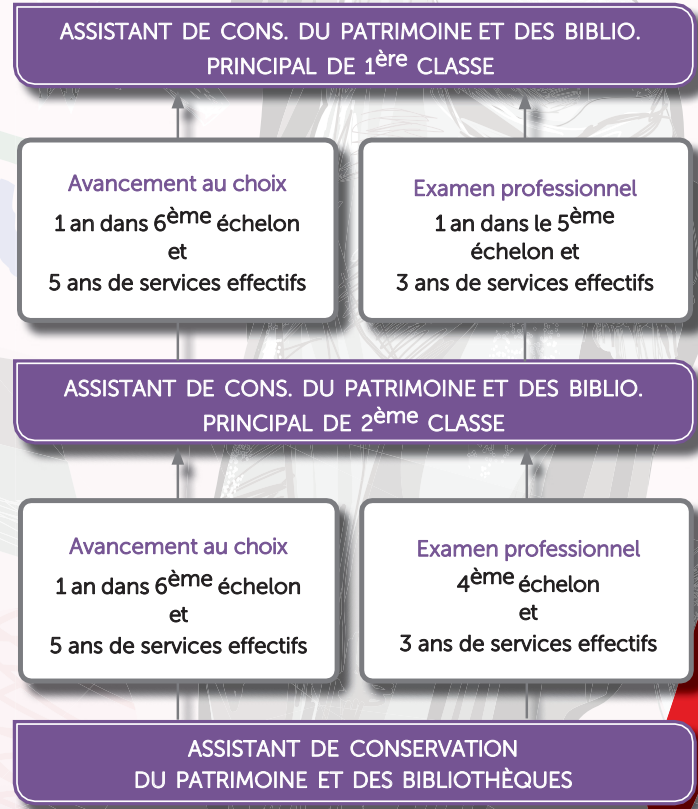 ASSISTANT DE CONS. DU PATRIMOINE ET DES BIBLIO.
PRINCIPAL DE 1ère CLASSE
Avancement au choix
1 an dans 6ème échelon
et
5 ans de services effectifs
Examen professionnel
1 an dans le 5ème
échelon et
3 ans de services effectifs
ASSISTANT DE CONS. DU PATRIMOINE ET DES BIBLIO.
PRINCIPAL DE 2ème CLASSE
Avancement au choix
1 an dans 6ème échelon
et
5 ans de services effectifs
Examen professionnel
4ème échelon
et
3 ans de services effectifs
ASSISTANT DE CONSERVATION
DU PATRIMOINE ET DES BIBLIOTHÈQUES